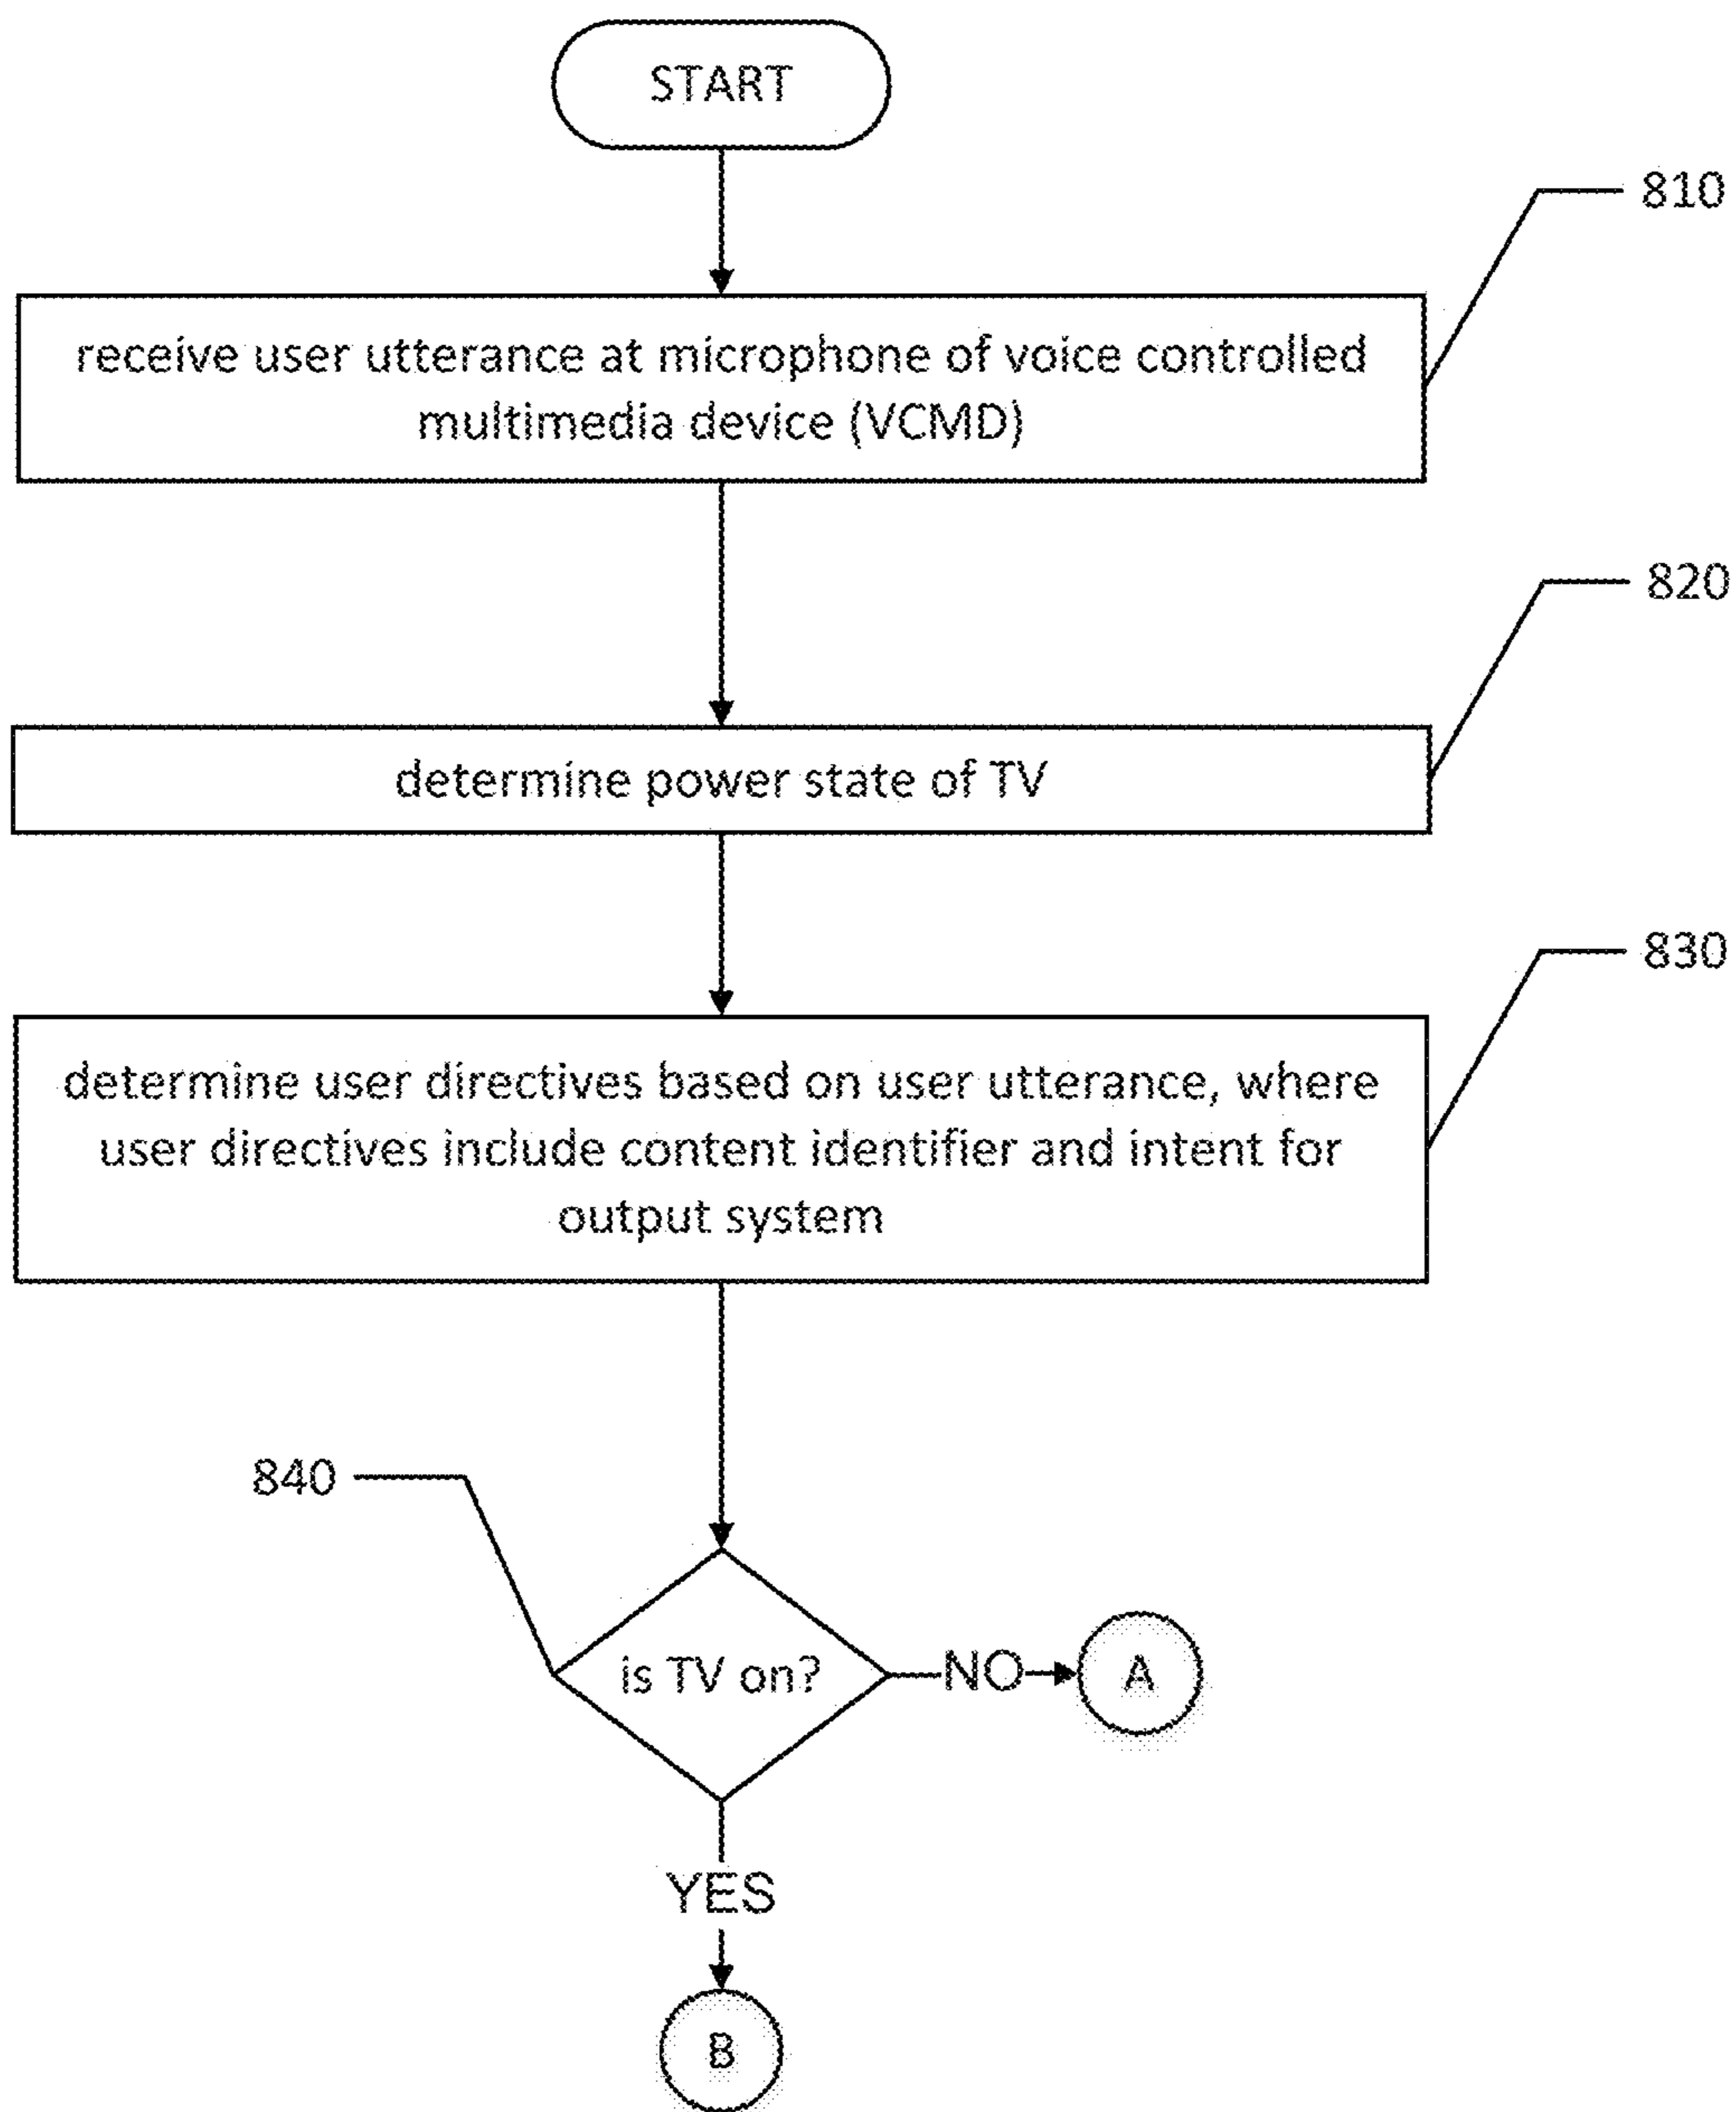 START
810
receive user utterance at microphone of voice controlled
multimedia device (VCMD)
820
determine power state of TV
830
determine user directives based on user utterance, where
user directives include content identifier and intent for
output system
840
is TV on?
NO
A
YES
B